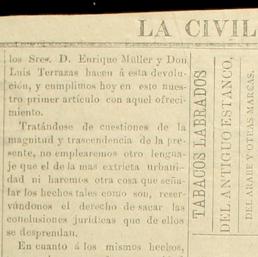 LA CIVIL
los Sres. D. Enrique Müller y Don
Luis Terrazas hacen á esta devolu-
ción, y cumplimos hoy en este nues-
tro primer artículo con aquel ofreci-
miento.
Tratándose de cuestiones de la
magnitud y trascendencia de la pre-
sente, no emplearemos otro lengua-
je que el de la mas extricta urbani-
dad ni haremos otra cosa que seña-
lar los hechos tales como son, reser-
vándonos el derecho de sacar las
conclusiones jurídicas que de ellos
se desprendan.
En cuanto á los mismos hechos,
TABACOS LABRADOS
DEL ANTIGUO ESTANCO,
DEL ARABE Y OTRAS MARCAS.